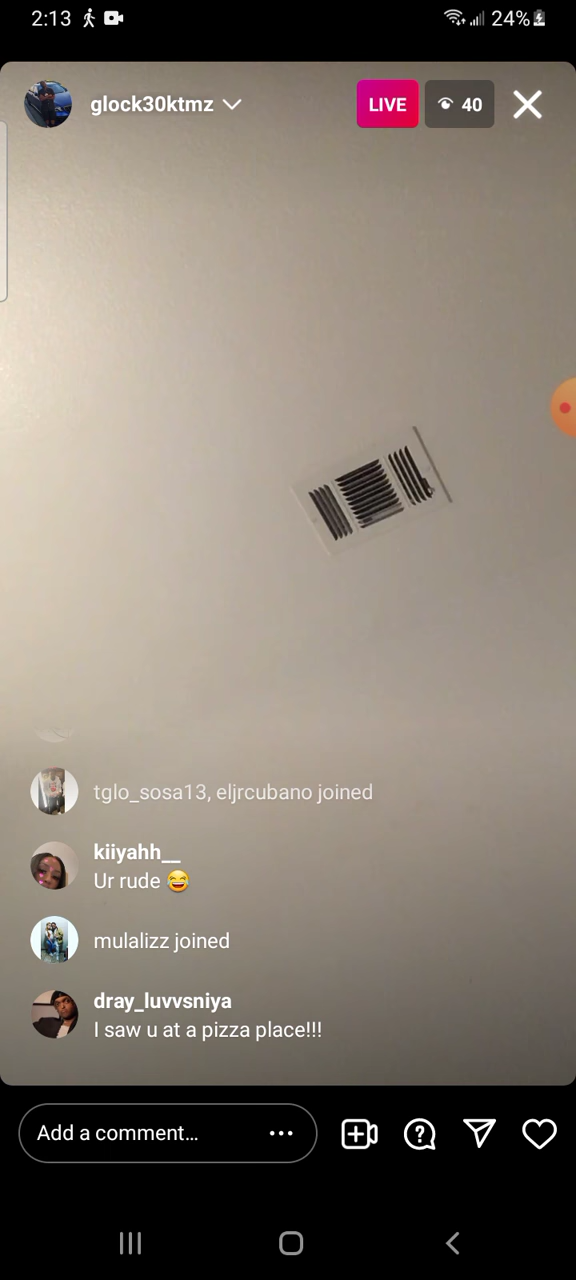 2:13
24%
glock30ktmz
LIVE
40
tglo_sosa13, eljrcubano joined
kiiyahh__
Ur rude 😂
mulalizz joined
dray_luvvsniya
I saw u at a pizza place!!!
Add a comment...